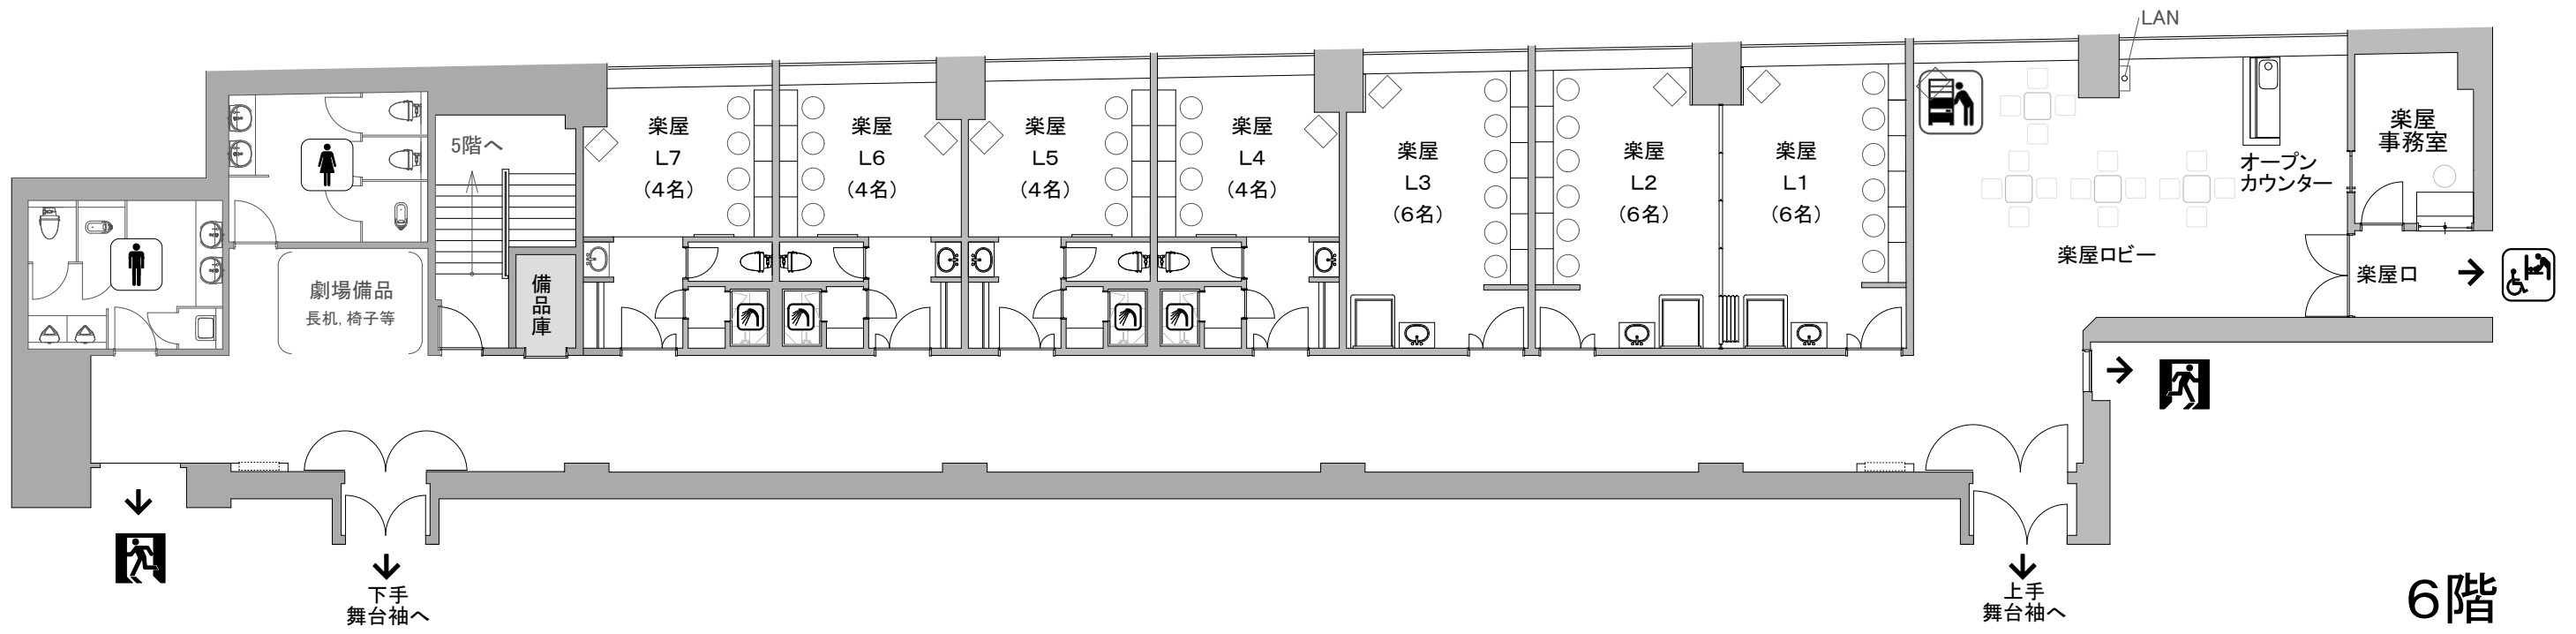 LAN
5階へ
楽屋
L7
(4名)
楽屋
L6
(4名)
楽屋
L5
(4名)
楽屋
L4
(4名)
楽屋
L3
(6名)
楽屋
L2
(6名)
楽屋
L1
(6名)
オープン
カウンター
楽屋
事務室
楽屋ロビー
楽屋口
劇場備品
長机, 椅子等
備品庫
下手
舞台袖へ
上手
舞台袖へ
6階